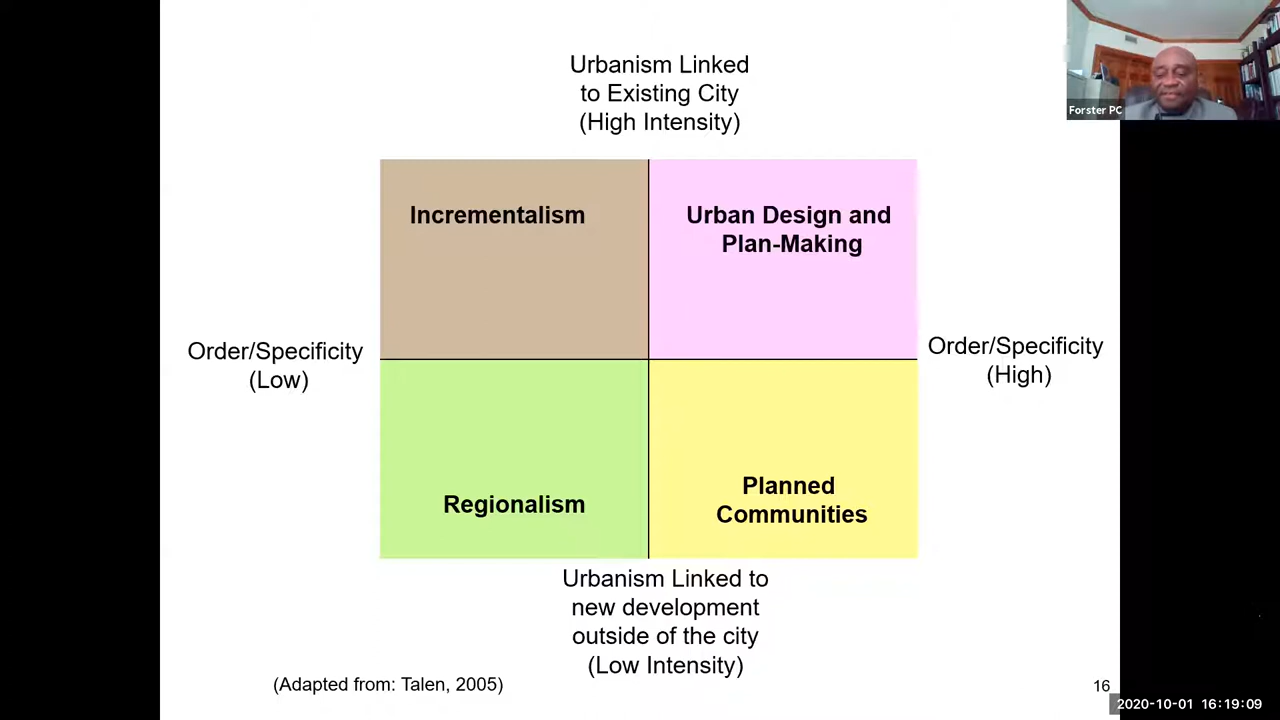 Urbanism Linked
to Existing City
(High Intensity)
Forster PC
Incrementalism
Urban Design and
Plan-Making
Order/Specificity
(Low)
Order/Specificity
(High)
Regionalism
Planned
Communities
Urbanism Linked to
new development
outside of the city
(Low Intensity)
(Adapted from: Talen, 2005)
16
2020-10-01 16:19:09